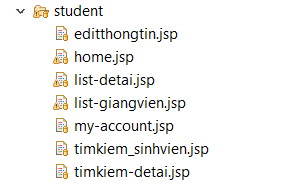 student
editthongtin.jsp
home.jsp
list-detai.jsp
list-giangvien.jsp
my-account.jsp
timkiem_sinhvien.jsp
timkiem-detai.jsp